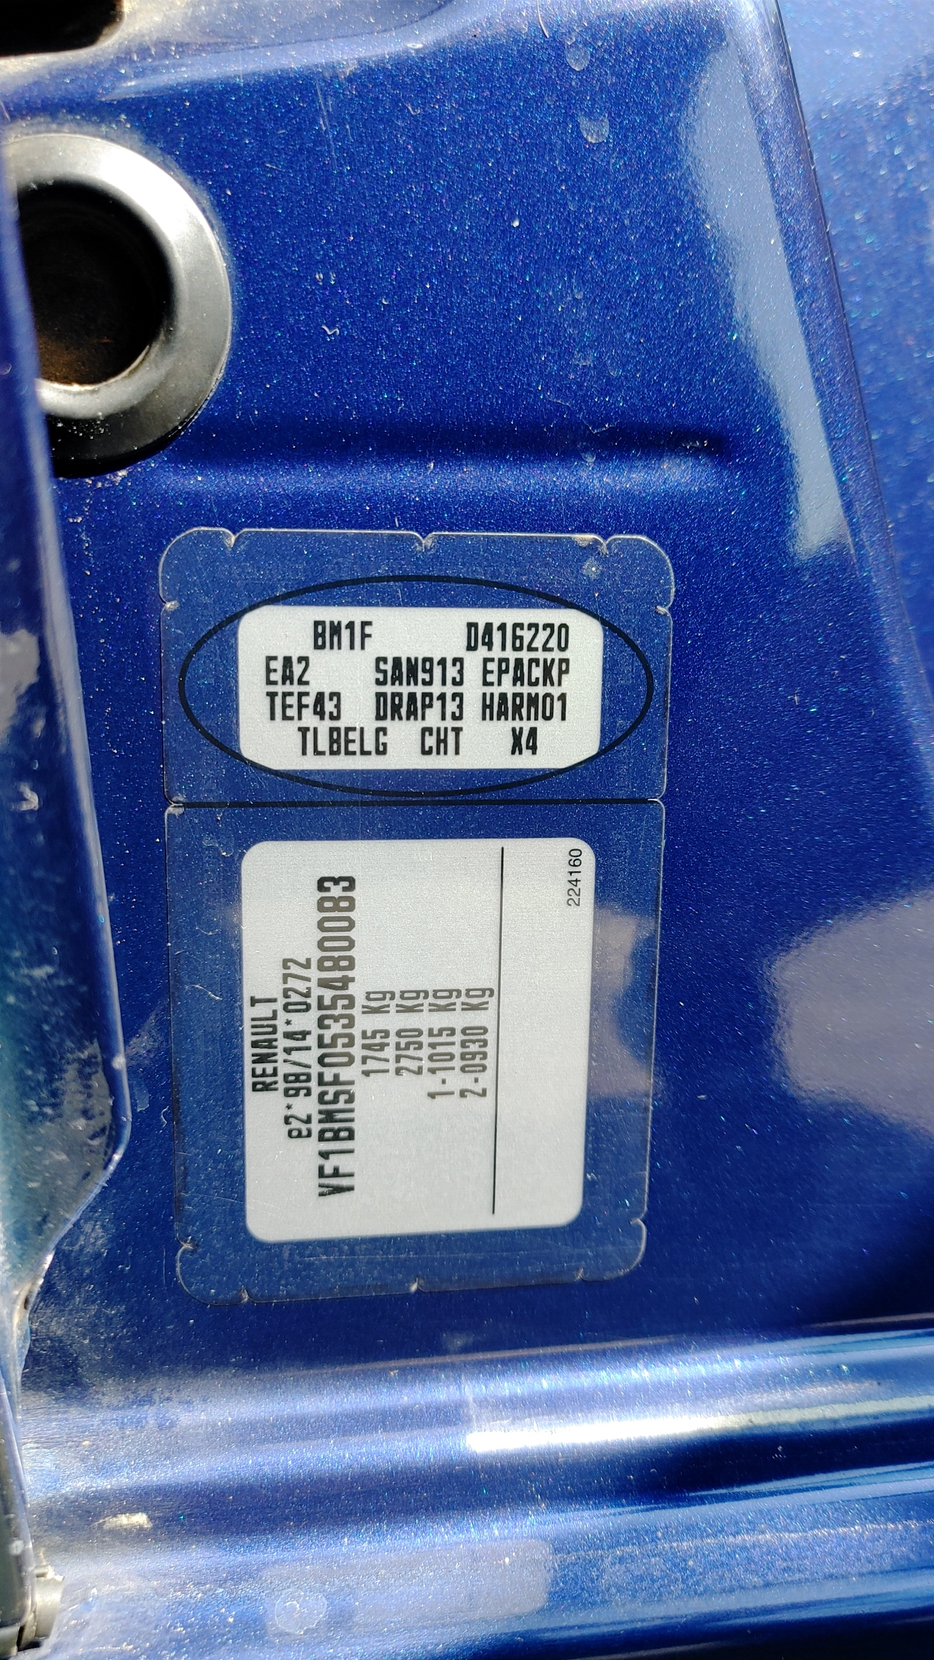 BM1F D416220
EA2 SAN913 EPACKP
TEF43 DRAP13 HARM01
TLBELG CHT X4
RENAULT
e2*98/14*0272
VF1BMSF0535480083
1745 Kg
2750 Kg
1-1015 Kg
2-0930 Kg
224160